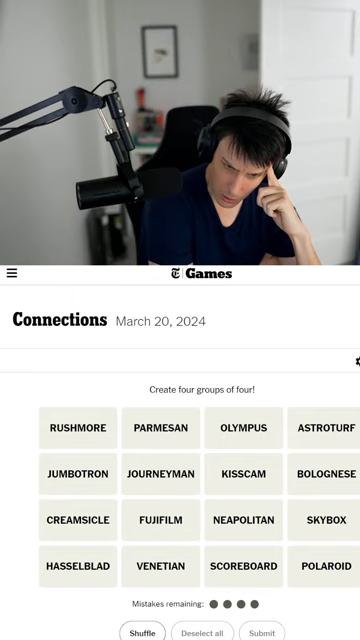 Games
Connections March 20, 2024
Create four groups of four!
RUSHMORE PARMESAN OLYMPUS ASTROTURF
JUMBOTRON JOURNEYMAN KISSCAM BOLOGNESE
CREAMSICLE FUJIFILM NEAPOLITAN SKYBOX
HASSELBLAD VENETIAN SCOREBOARD POLAROID
Mistakes remaining:
Shuffle Deselect all Submit